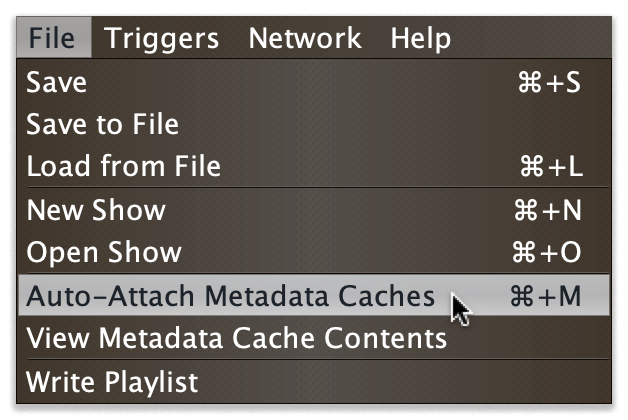 File Triggers Network Help
Save ⌘+S
Save to File
Load from File ⌘+L
New Show ⌘+N
Open Show ⌘+O
Auto-Attach Metadata Caches ⌘+M
View Metadata Cache Contents
Write Playlist